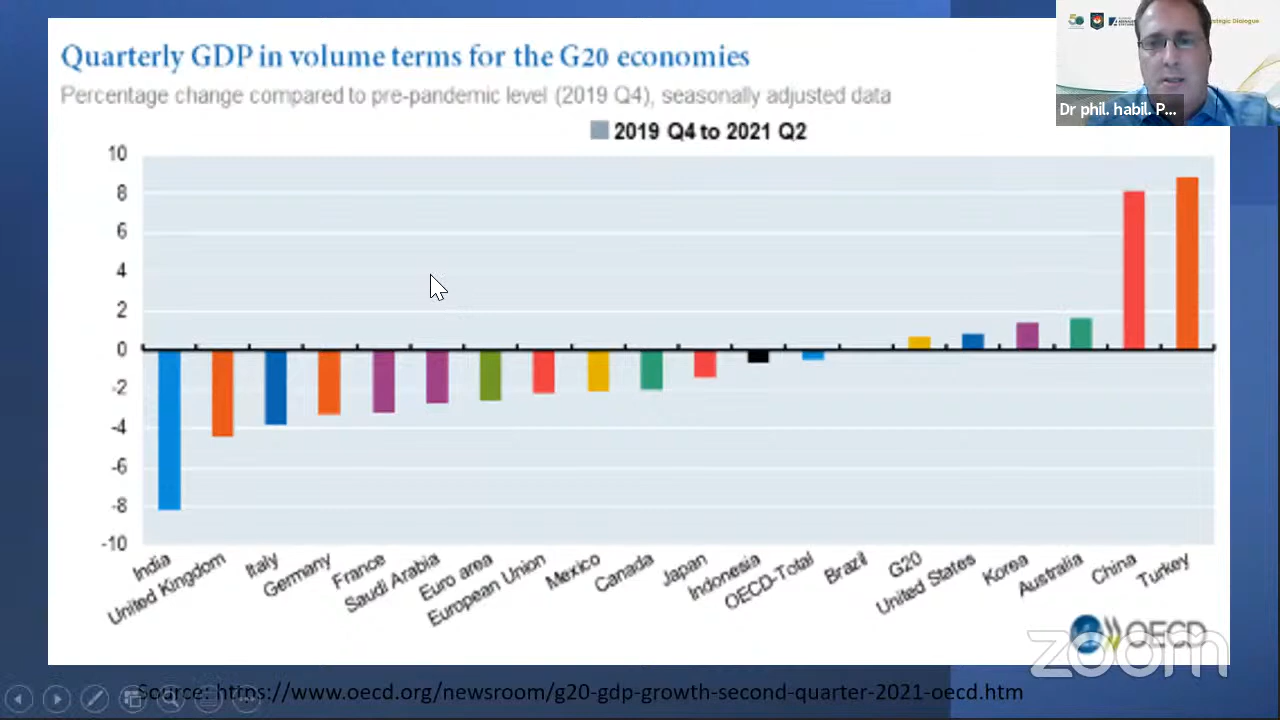 Quarterly GDP in volume terms for the G20 economies
Percentage change compared to pre-pandemic level (2019 Q4), seasonally adjusted data
2019 Q4 to 2021 Q2
10
8
6
4
2
0
-2
-4
-6
-8
-10
India
United Kingdom
Italy
Germany
France
Saudi Arabia
Euro area
European Union
Mexico
Canada
Japan
Indonesia
OECD-Total
Brazil
G20
United States
Korea
Australia
China
Turkey
OECD
zoom
Source: https://www.oecd.org/newsroom/g20-gdp-growth-second-quarter-2021-oecd.htm
50
Strategic Dialogue
Dr phil. habil. P...